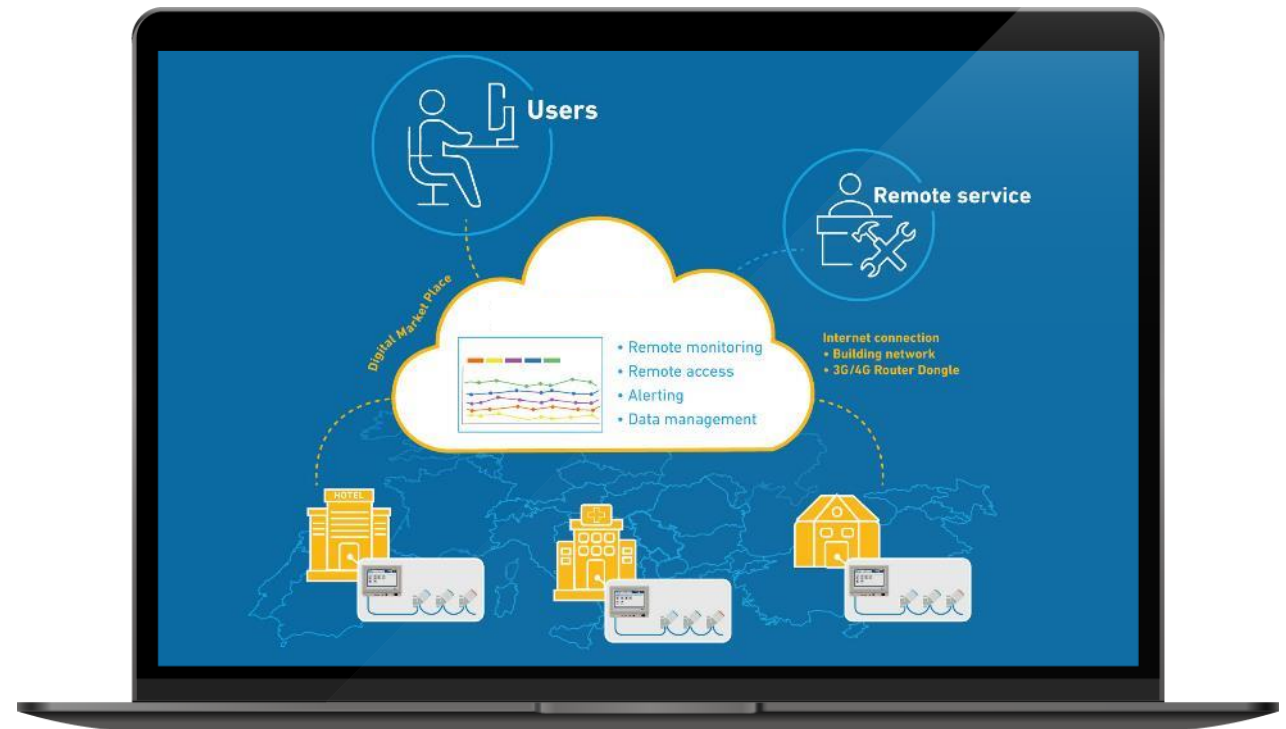 Users
Remote service
Digital Market Place
• Remote monitoring
• Remote access
• Alerting
• Data management
Internet connection
• Building network
• 3G/4G Router Dongle
HOTEL